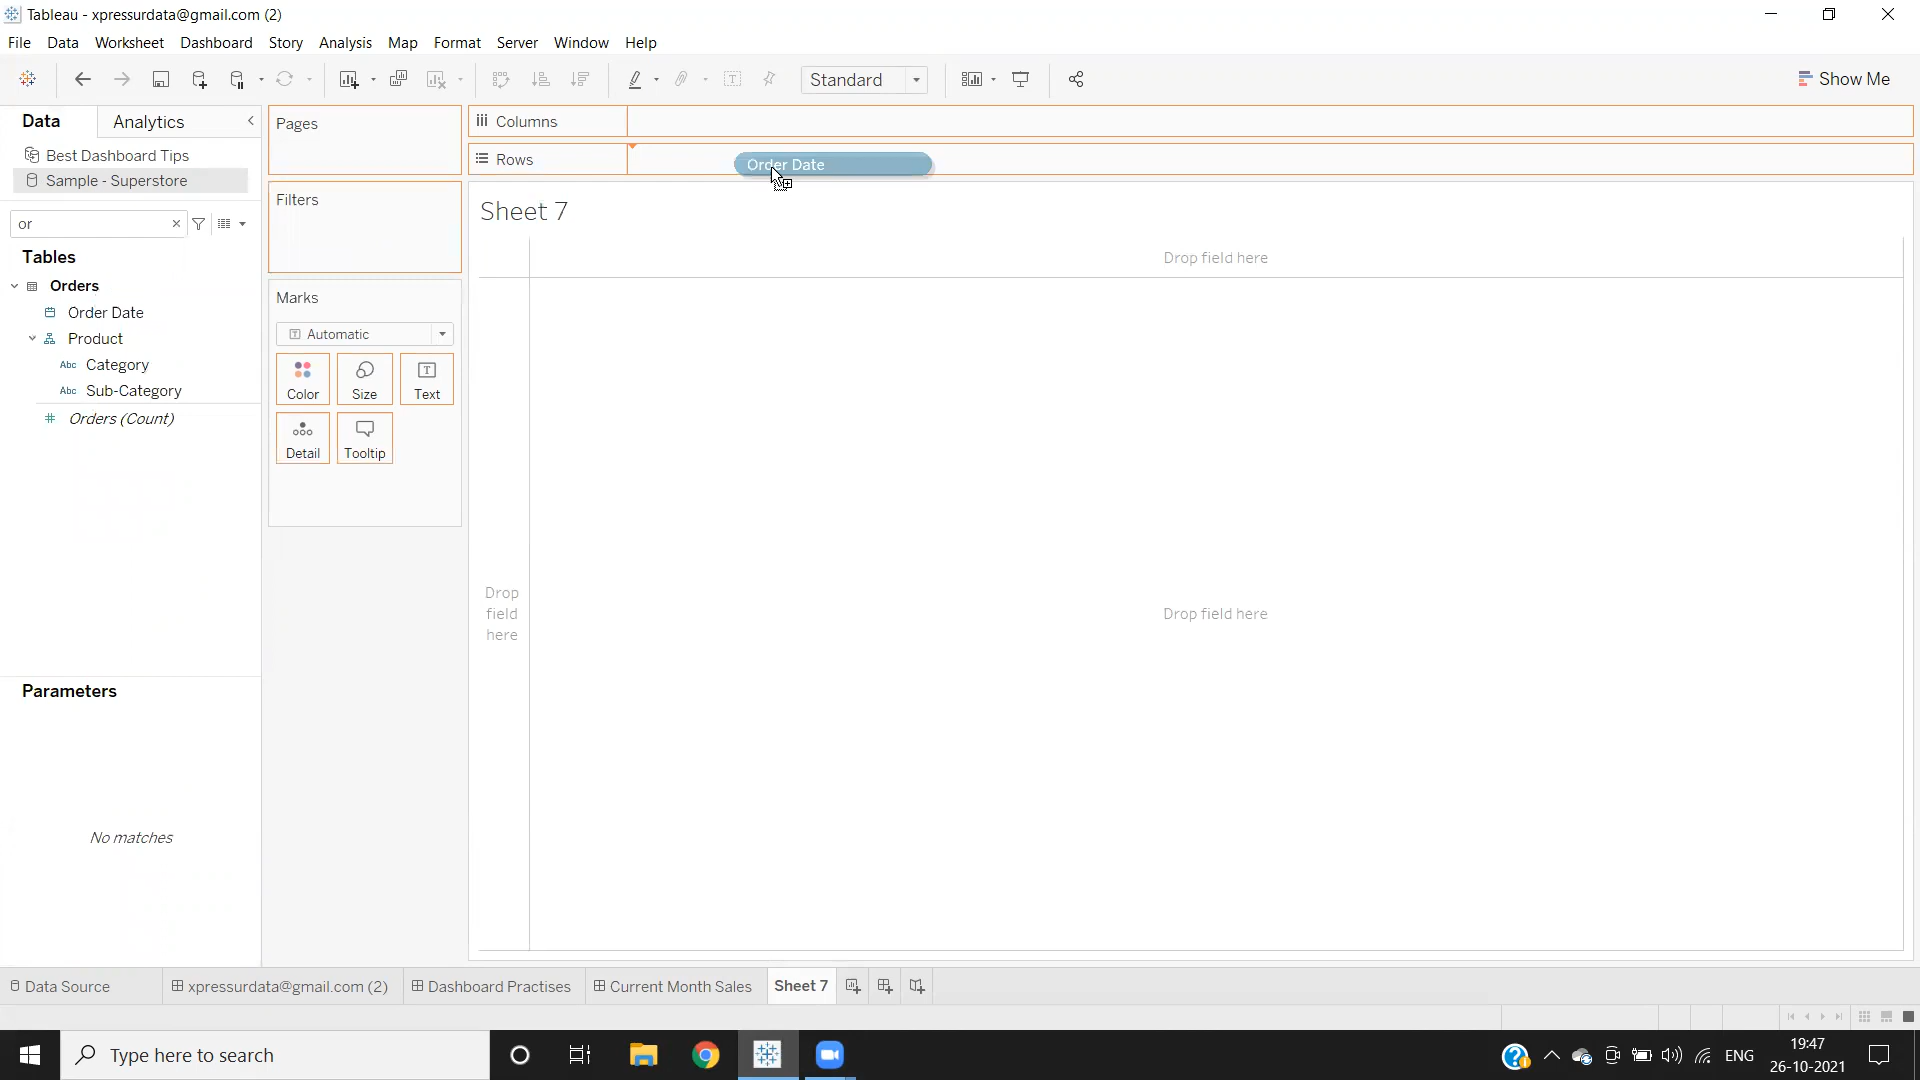 Tableau - xpressurdata@gmail.com (2)
File Data Worksheet Dashboard Story Analysis Map Format Server Window Help
Standard
Show Me
Data
Analytics
Best Dashboard Tips
Sample - Superstore
or
Tables
Orders
Order Date
Product
Abc Category
Abc Sub-Category
Orders (Count)
Parameters
No matches
Pages
Filters
Marks
Automatic
Color Size Text
Detail Tooltip
Columns
Rows
Order Date
Sheet 7
Drop field here
Drop
field
here
Drop field here
Data Source
xpressurdata@gmail.com (2)
Dashboard Practises
Current Month Sales
Sheet 7
Type here to search
ENG
19:47
26-10-2021